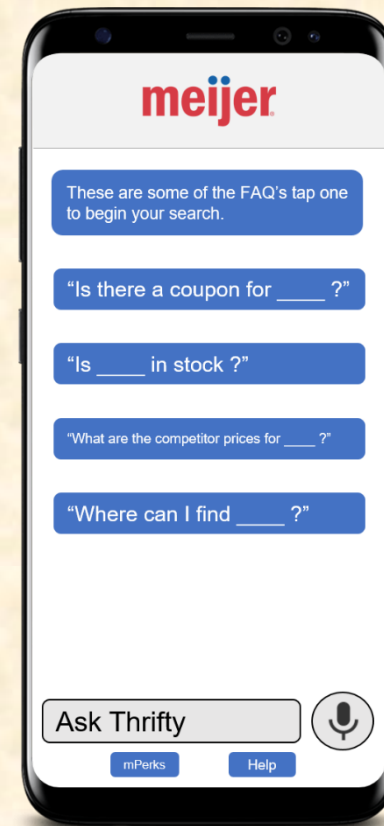 meijer
These are some of the FAQ's tap one
to begin your search.
“Is there a coupon for ____ ?”
“Is ____ in stock ?”
“What are the competitor prices for ____ ?”
“Where can I find ____ ?”
Ask Thrifty
mPerks
Help